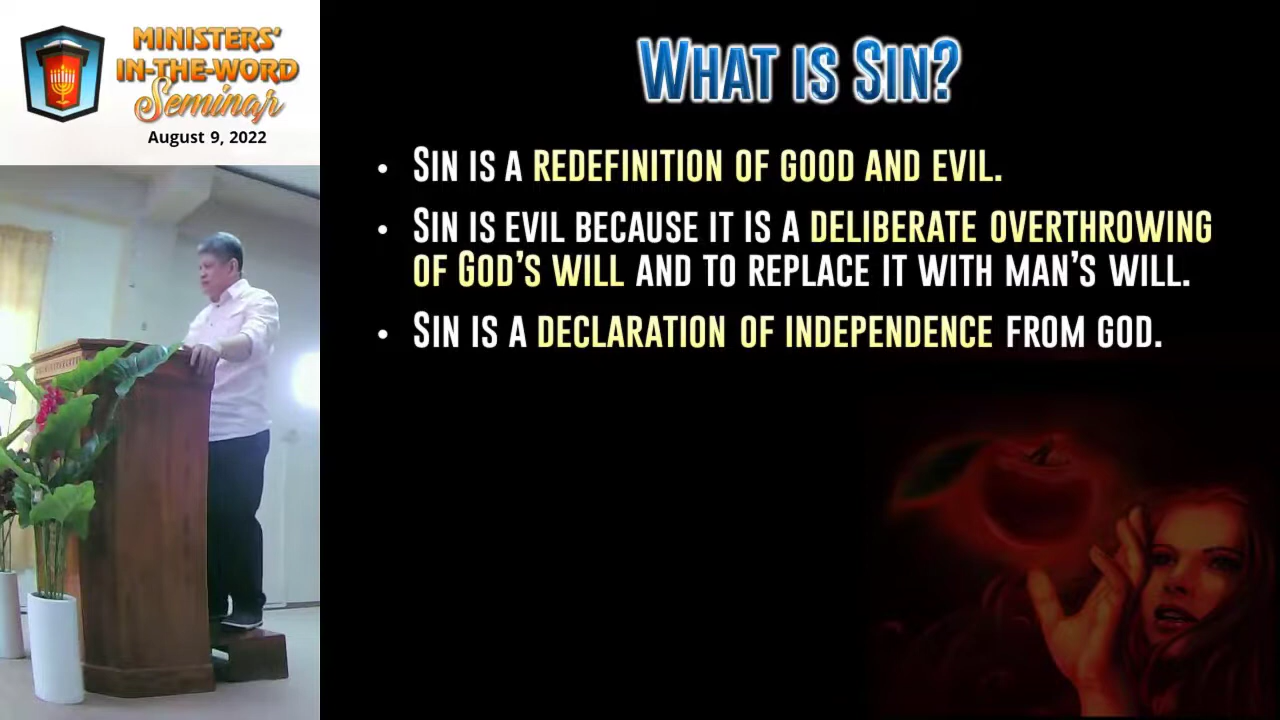 MINISTERS'
IN-THE-WORD
Seminar
August 9, 2022
WHAT IS SIN?
• SIN IS A REDEFINITION OF GOOD AND EVIL.
• SIN IS EVIL BECAUSE IT IS A DELIBERATE OVERTHROWING
OF GOD'S WILL AND TO REPLACE IT WITH MAN'S WILL.
• SIN IS A DECLARATION OF INDEPENDENCE FROM GOD.